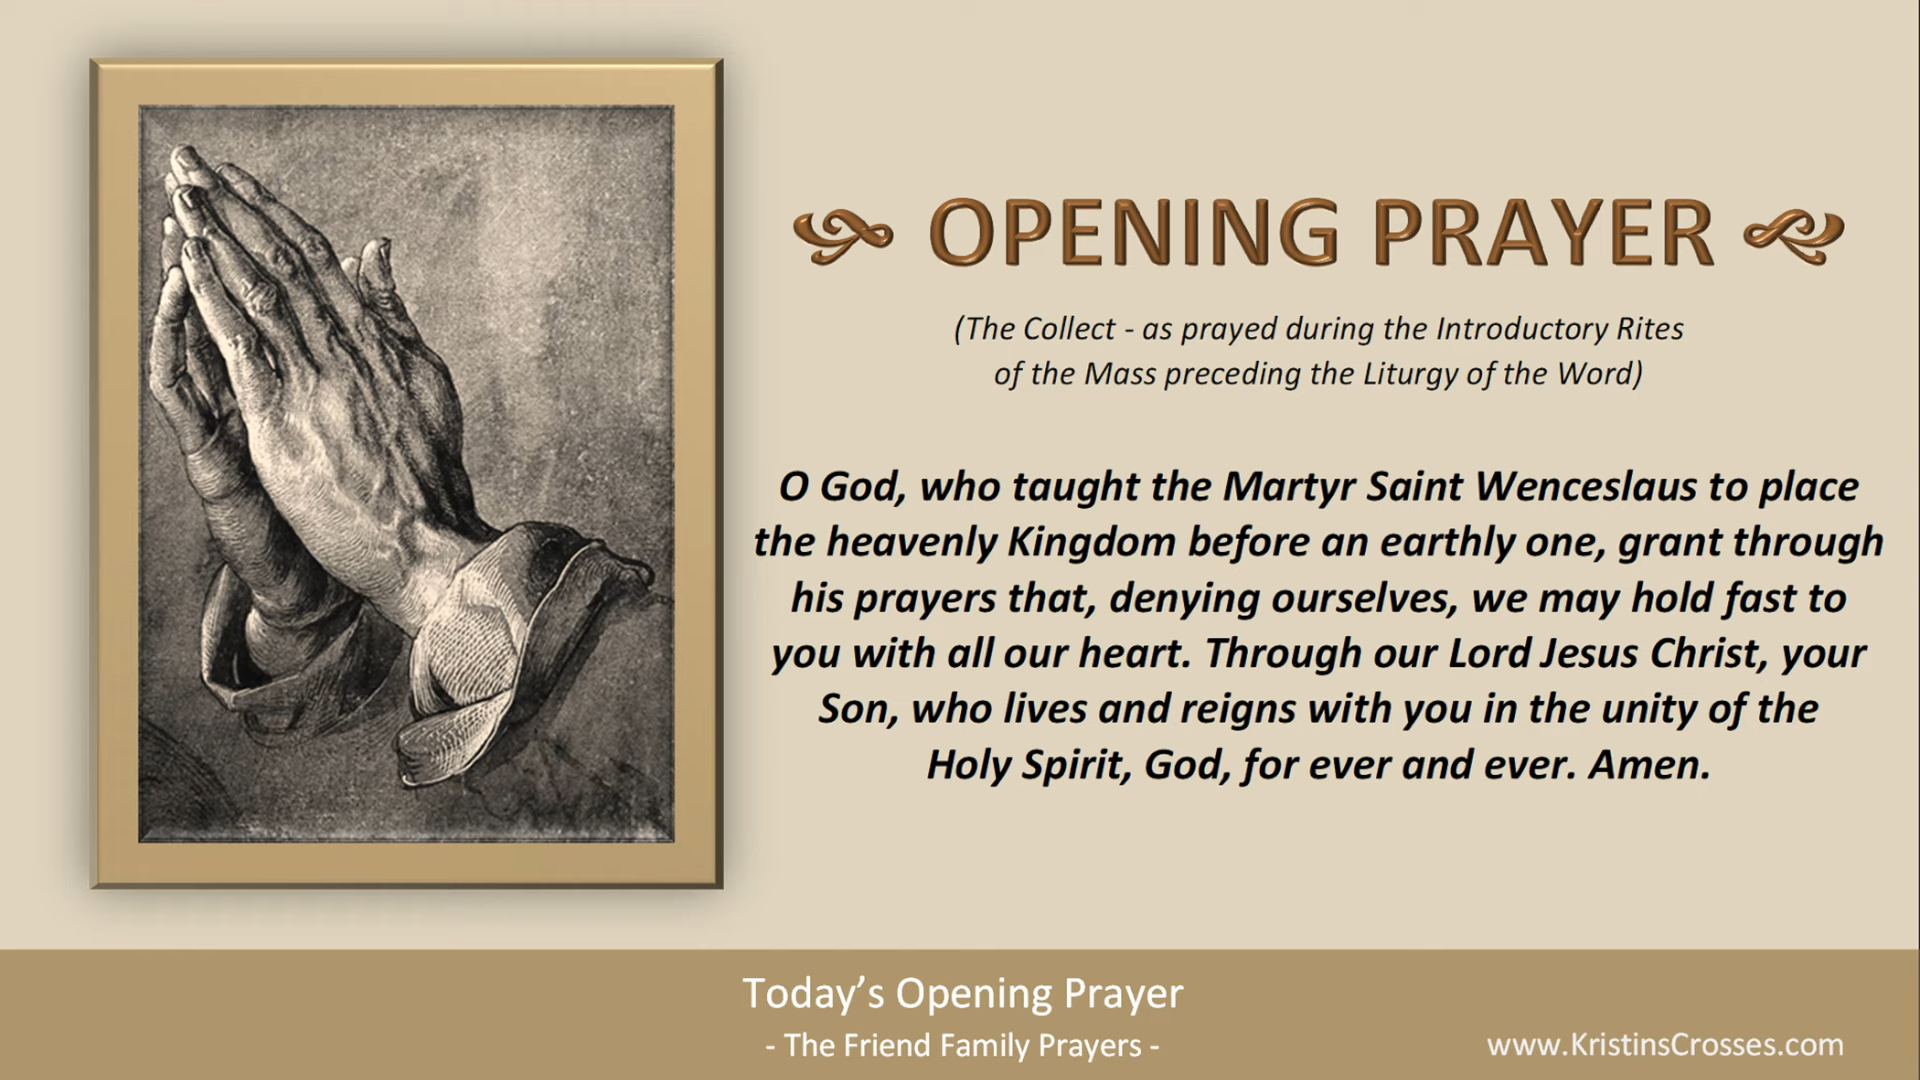 OPENING PRAYER
(The Collect - as prayed during the Introductory Rites
of the Mass preceding the Liturgy of the Word)
O God, who taught the Martyr Saint Wenceslaus to place
the heavenly Kingdom before an earthly one, grant through
his prayers that, denying ourselves, we may hold fast to
you with all our heart. Through our Lord Jesus Christ, your
Son, who lives and reigns with you in the unity of the
Holy Spirit, God, for ever and ever. Amen.
Today’s Opening Prayer
- The Friend Family Prayers -
www.KristinsCrosses.com